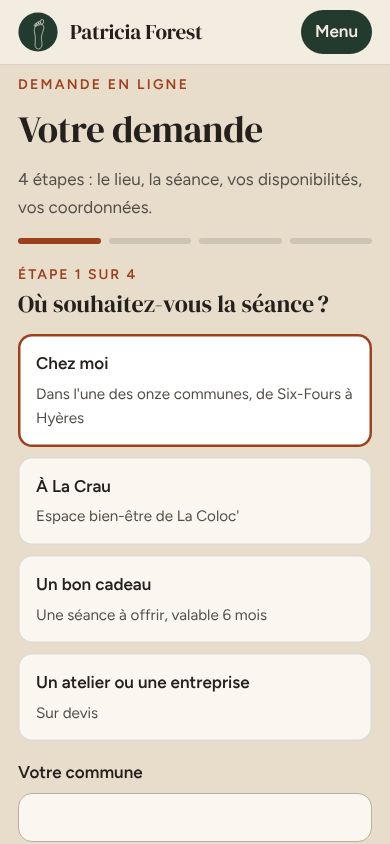 Patricia Forest
Menu
DEMANDE EN LIGNE
Votre demande
4 étapes : le lieu, la séance, vos disponibilités,
vos coordonnées.
ÉTAPE 1 SUR 4
Où souhaitez-vous la séance ?
Chez moi
Dans l'une des onze communes, de Six-Fours à
Hyères
À La Crau
Espace bien-être de La Coloc'
Un bon cadeau
Une séance à offrir, valable 6 mois
Un atelier ou une entreprise
Sur devis
Votre commune